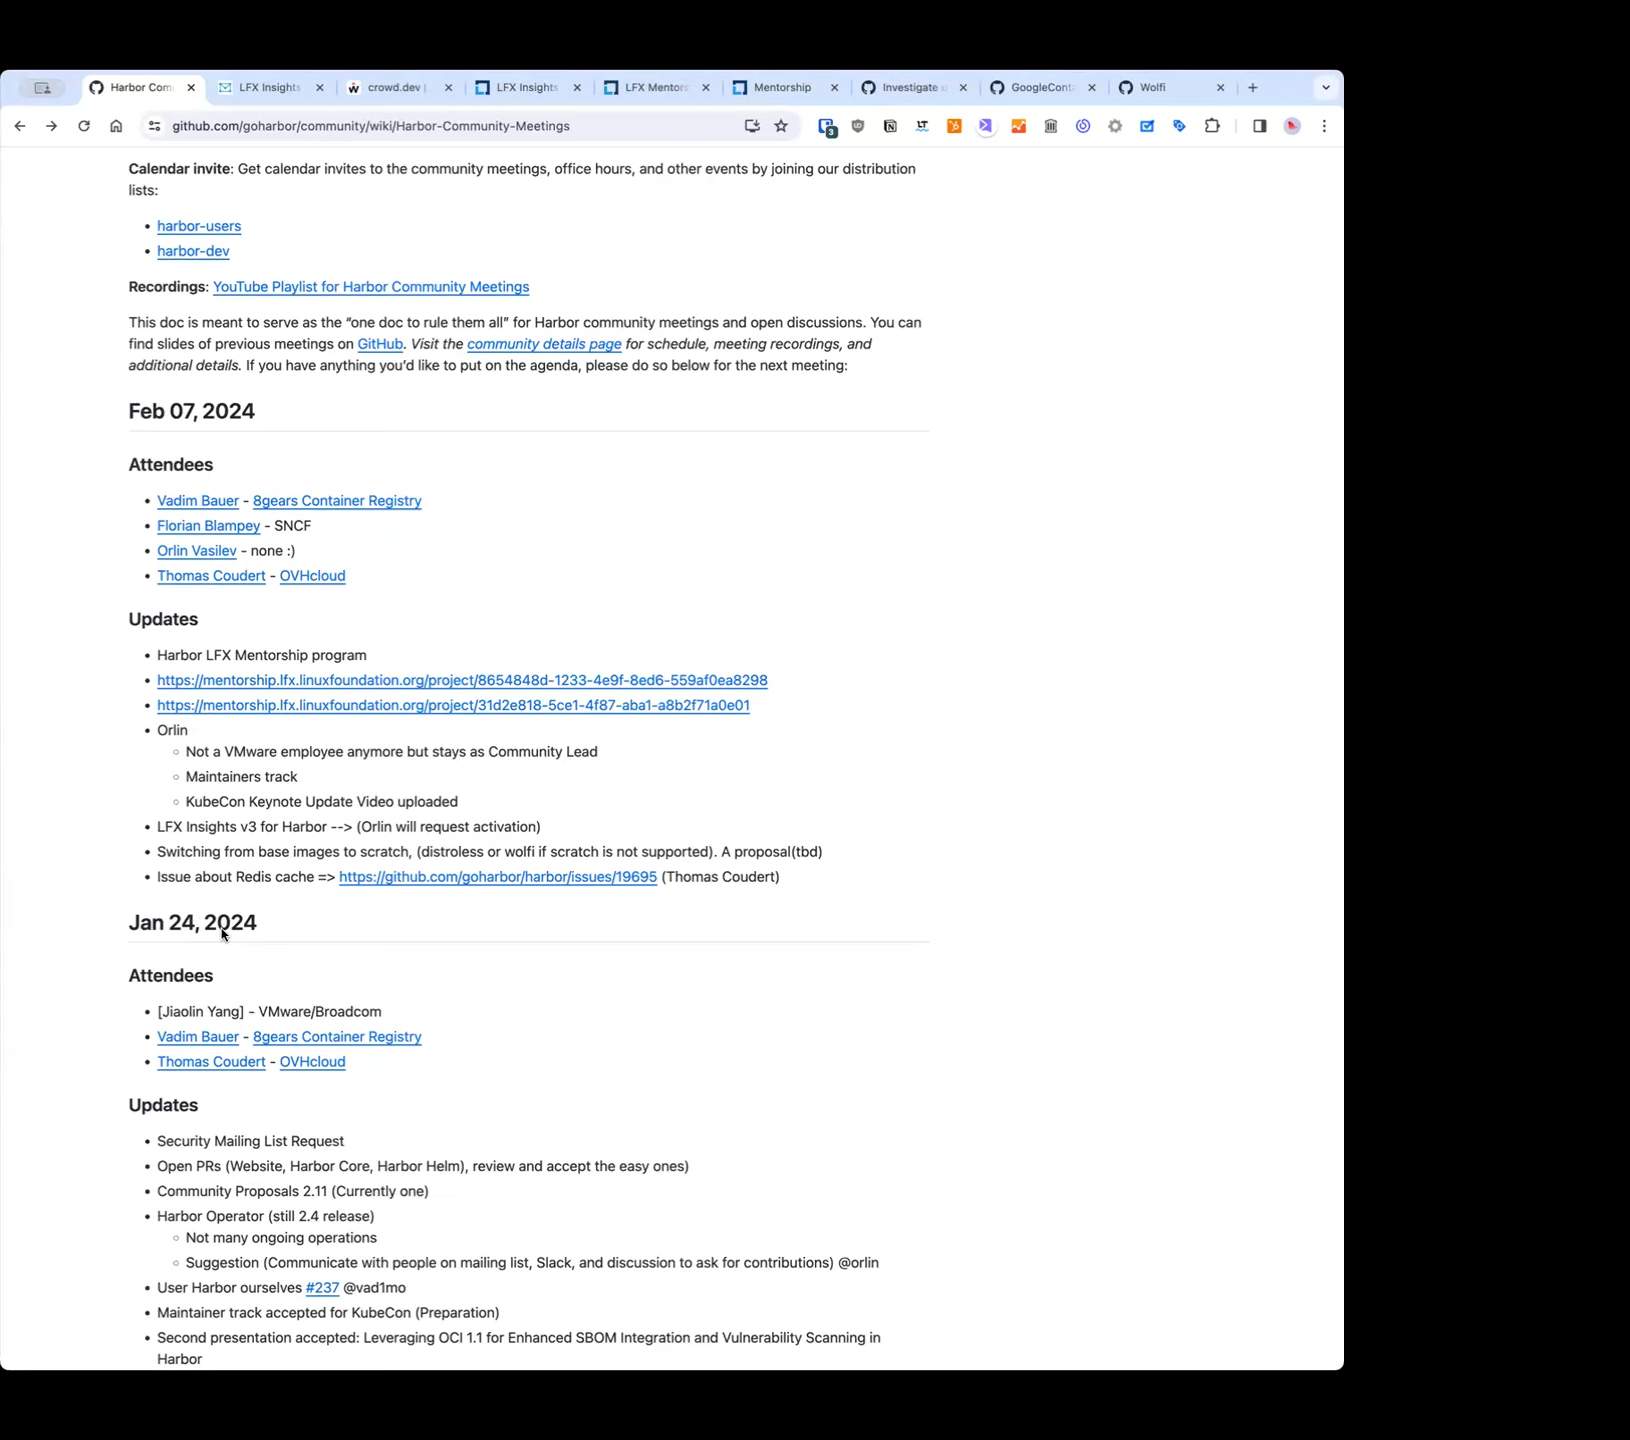 Harbor Com
LFX Insights
crowd.dev |
LFX Insights
LFX Mentors
Mentorship
Investigate
GoogleCont
Wolfi
github.com/goharbor/community/wiki/Harbor-Community-Meetings
3
Calendar invite: Get calendar invites to the community meetings, office hours, and other events by joining our distribution
lists:
• harbor-users
• harbor-dev
Recordings: YouTube Playlist for Harbor Community Meetings
This doc is meant to serve as the “one doc to rule them all” for Harbor community meetings and open discussions. You can
find slides of previous meetings on GitHub. Visit the community details page for schedule, meeting recordings, and
additional details. If you have anything you’d like to put on the agenda, please do so below for the next meeting:
Feb 07, 2024
Attendees
• Vadim Bauer - 8gears Container Registry
• Florian Blampey - SNCF
• Orlin Vasilev - none :)
• Thomas Coudert - OVHcloud
Updates
• Harbor LFX Mentorship program
• https://mentorship.lfx.linuxfoundation.org/project/8654848d-1233-4e9f-8ed6-559af0ea8298
• https://mentorship.lfx.linuxfoundation.org/project/31d2e818-5ce1-4f87-aba1-a8b2f71a0e01
• Orlin
◦ Not a VMware employee anymore but stays as Community Lead
◦ Maintainers track
◦ KubeCon Keynote Update Video uploaded
• LFX Insights v3 for Harbor --> (Orlin will request activation)
• Switching from base images to scratch, (distroless or wolfi if scratch is not supported). A proposal(tbd)
• Issue about Redis cache => https://github.com/goharbor/harbor/issues/19695 (Thomas Coudert)
Jan 24, 2024
Attendees
• [Jiaolin Yang] - VMware/Broadcom
• Vadim Bauer - 8gears Container Registry
• Thomas Coudert - OVHcloud
Updates
• Security Mailing List Request
• Open PRs (Website, Harbor Core, Harbor Helm), review and accept the easy ones)
• Community Proposals 2.11 (Currently one)
• Harbor Operator (still 2.4 release)
◦ Not many ongoing operations
◦ Suggestion (Communicate with people on mailing list, Slack, and discussion to ask for contributions) @orlin
• User Harbor ourselves #237 @vad1mo
• Maintainer track accepted for KubeCon (Preparation)
• Second presentation accepted: Leveraging OCI 1.1 for Enhanced SBOM Integration and Vulnerability Scanning in
Harbor